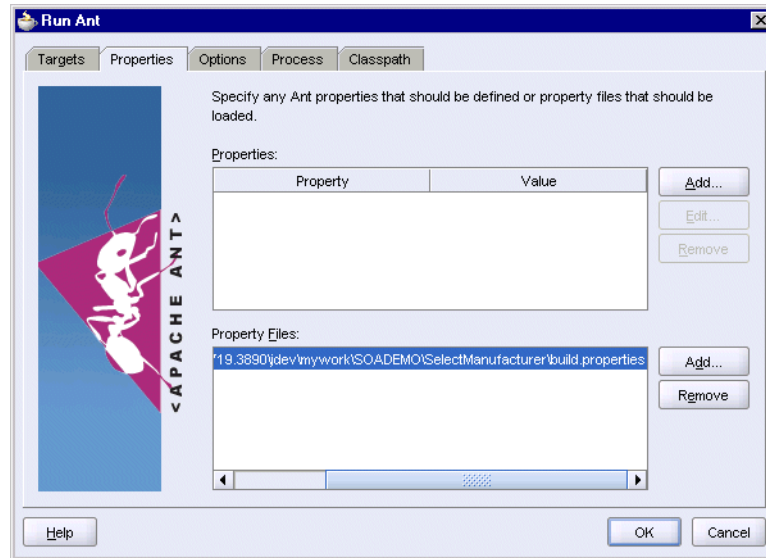 Run Ant
Targets Properties Options Process Classpath
Specify any Ant properties that should be defined or property files that should be
loaded.
Properties:
Property Value
Add...
Edit...
Remove
<APACHE ANT>
Property Files:
'19.3890\jdev\mywork\SOADEMO\SelectManufacturer\build.properties
Add...
Remove
Help OK Cancel